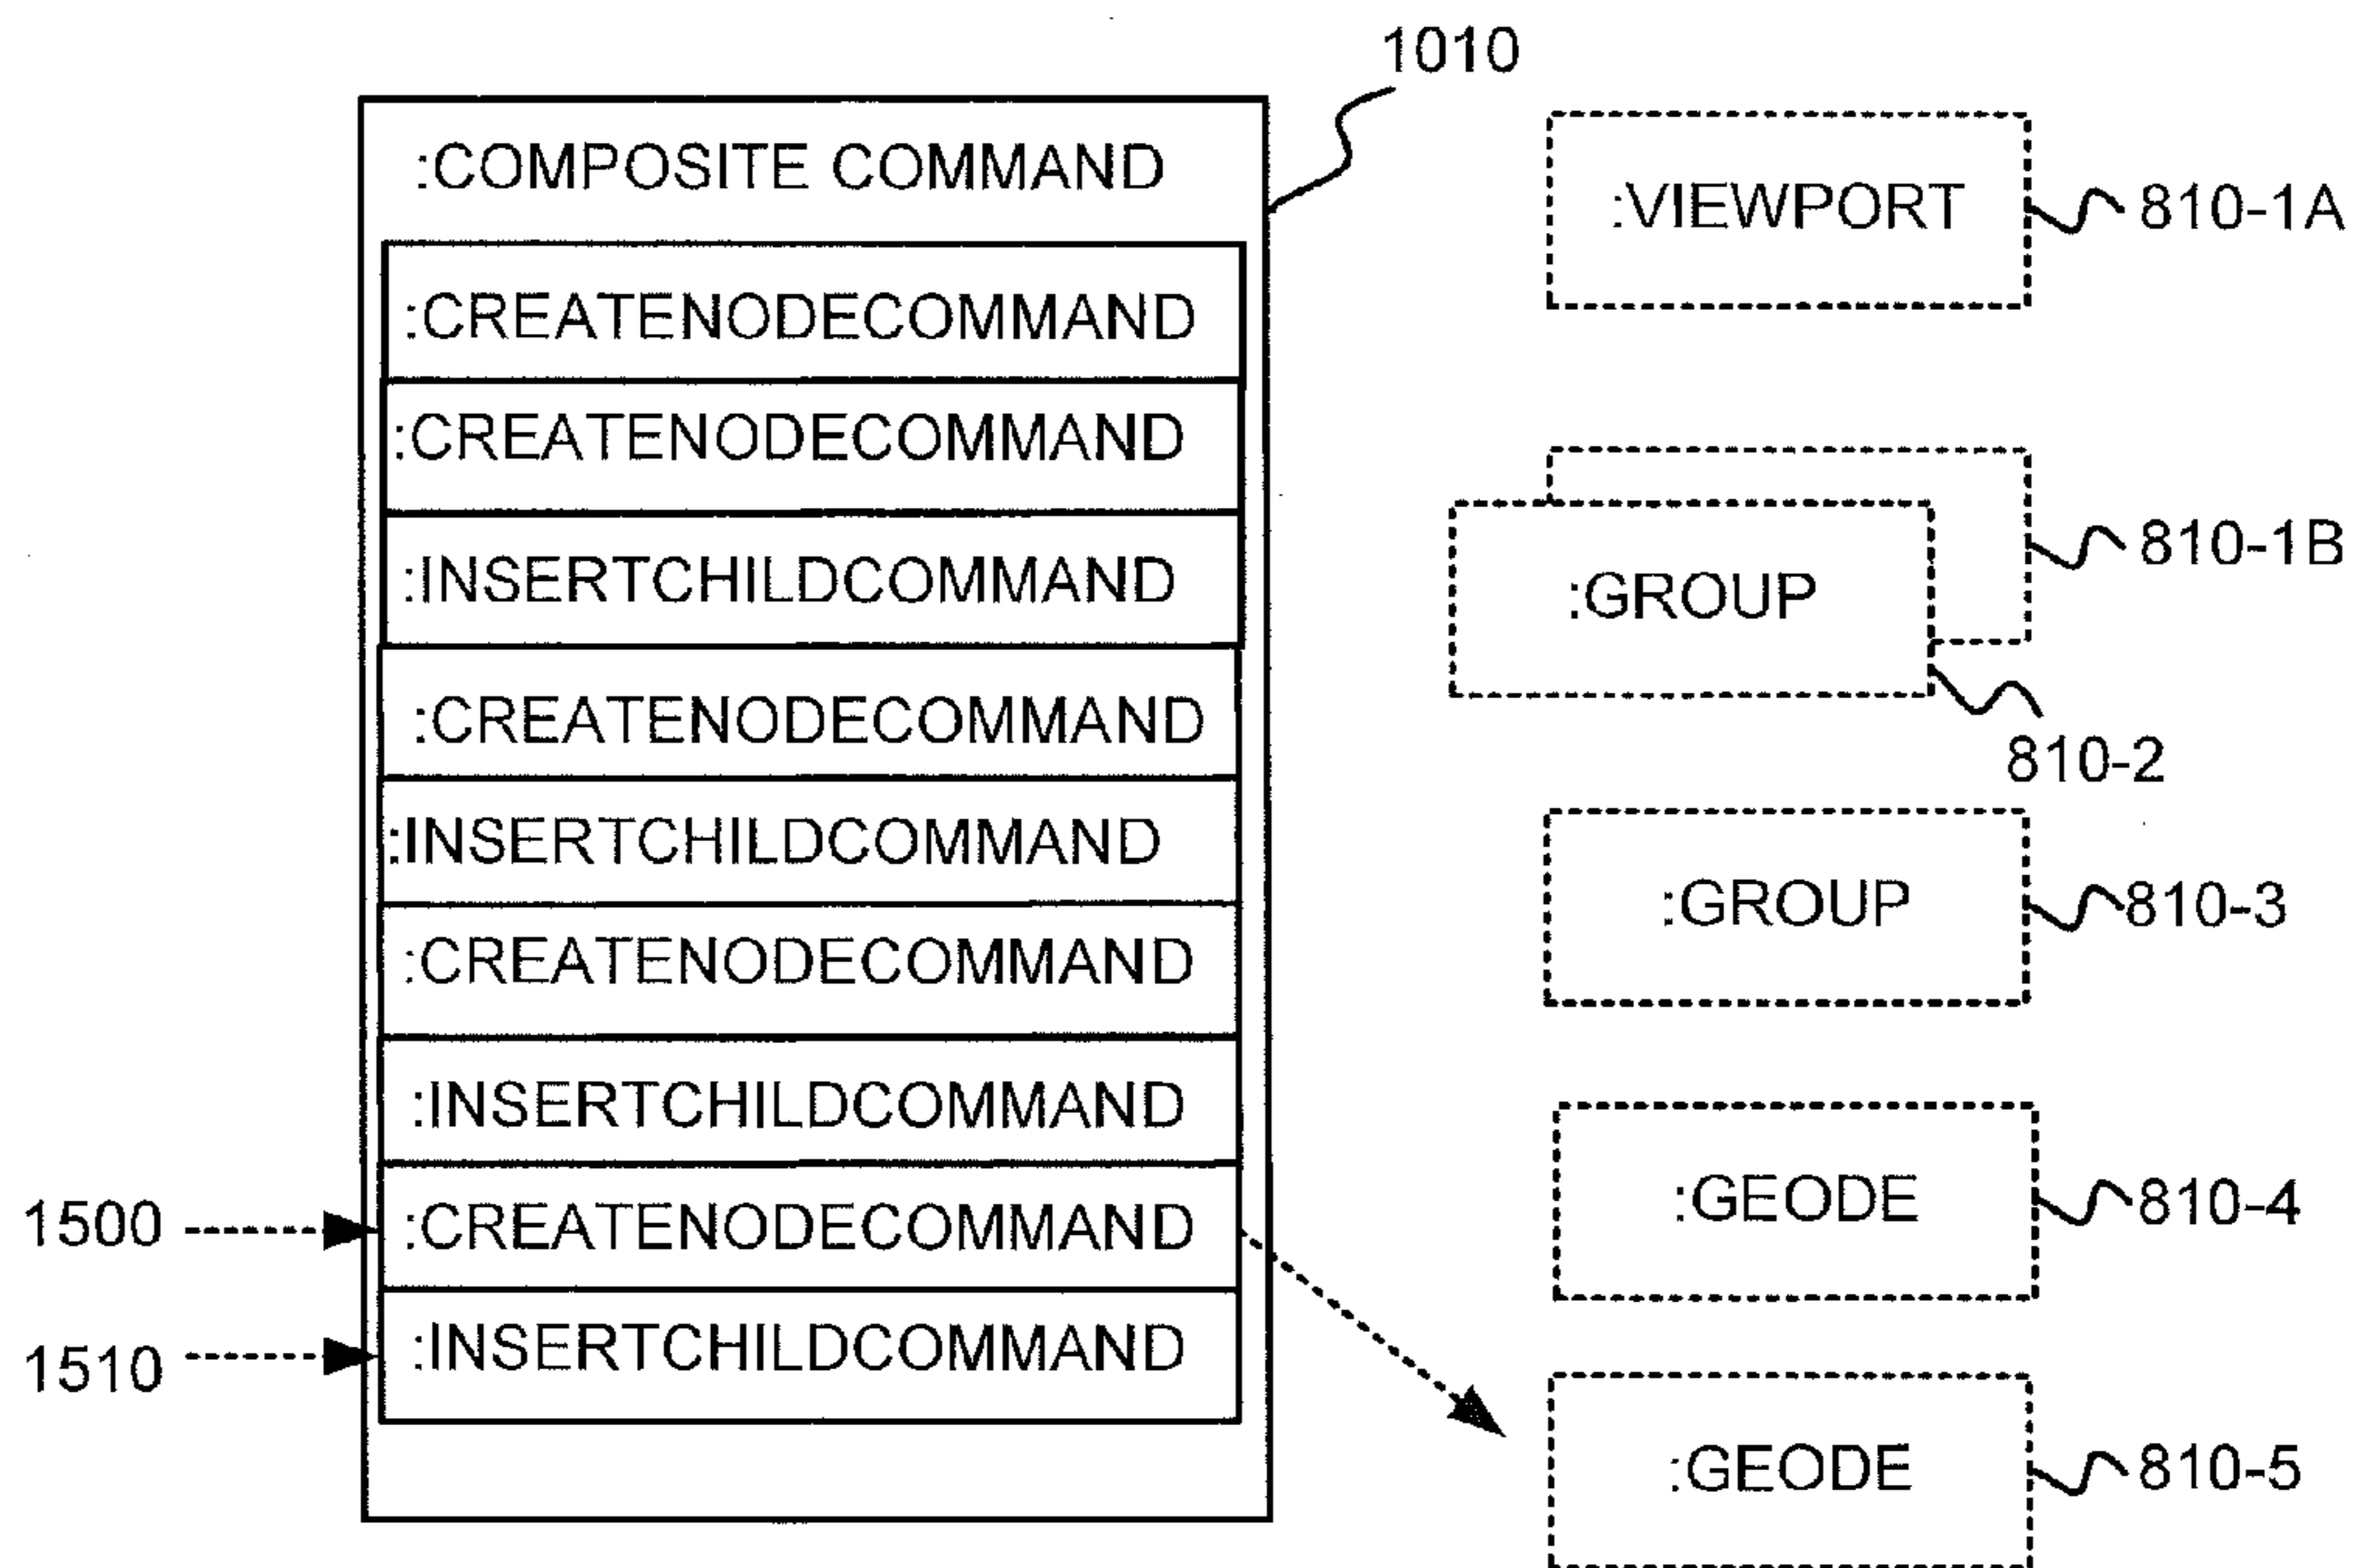 1010
:COMPOSITE COMMAND
:CREATENODECOMMAND
:CREATENODECOMMAND
:INSERTCHILDCOMMAND
:CREATENODECOMMAND
:INSERTCHILDCOMMAND
:CREATENODECOMMAND
:INSERTCHILDCOMMAND
1500
:CREATENODECOMMAND
1510
:INSERTCHILDCOMMAND
:VIEWPORT
810-1A
810-1B
:GROUP
810-2
:GROUP
810-3
:GEODE
810-4
:GEODE
810-5